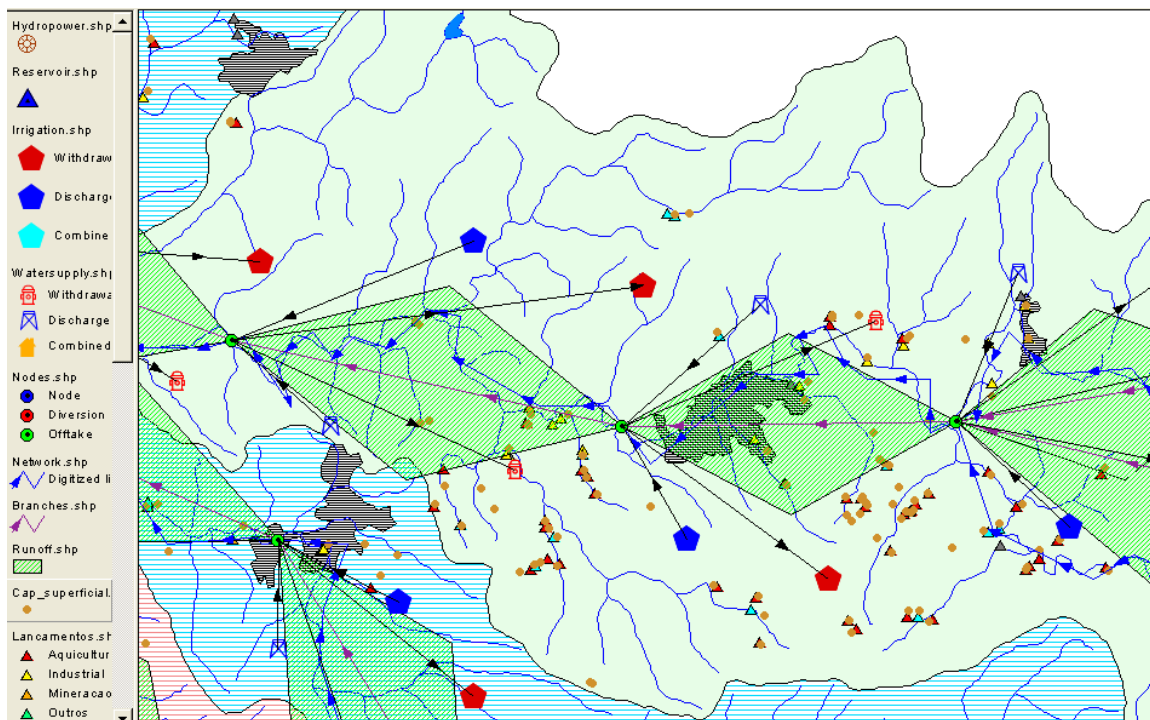 Hydropower.shp
Reservoir.shp
Irrigation.shp
Withdraw
Discharge
Combine
Watersupply.shp
Withdrawa
Discharge
Combined
Nodes.shp
Node
Diversion
Offtake
Network.shp
Digitized li
Branches.shp
Runoff.shp
Cap_superficial.
Lancamentos.sh
Aquicultur
Industrial
Mineracao
Outros